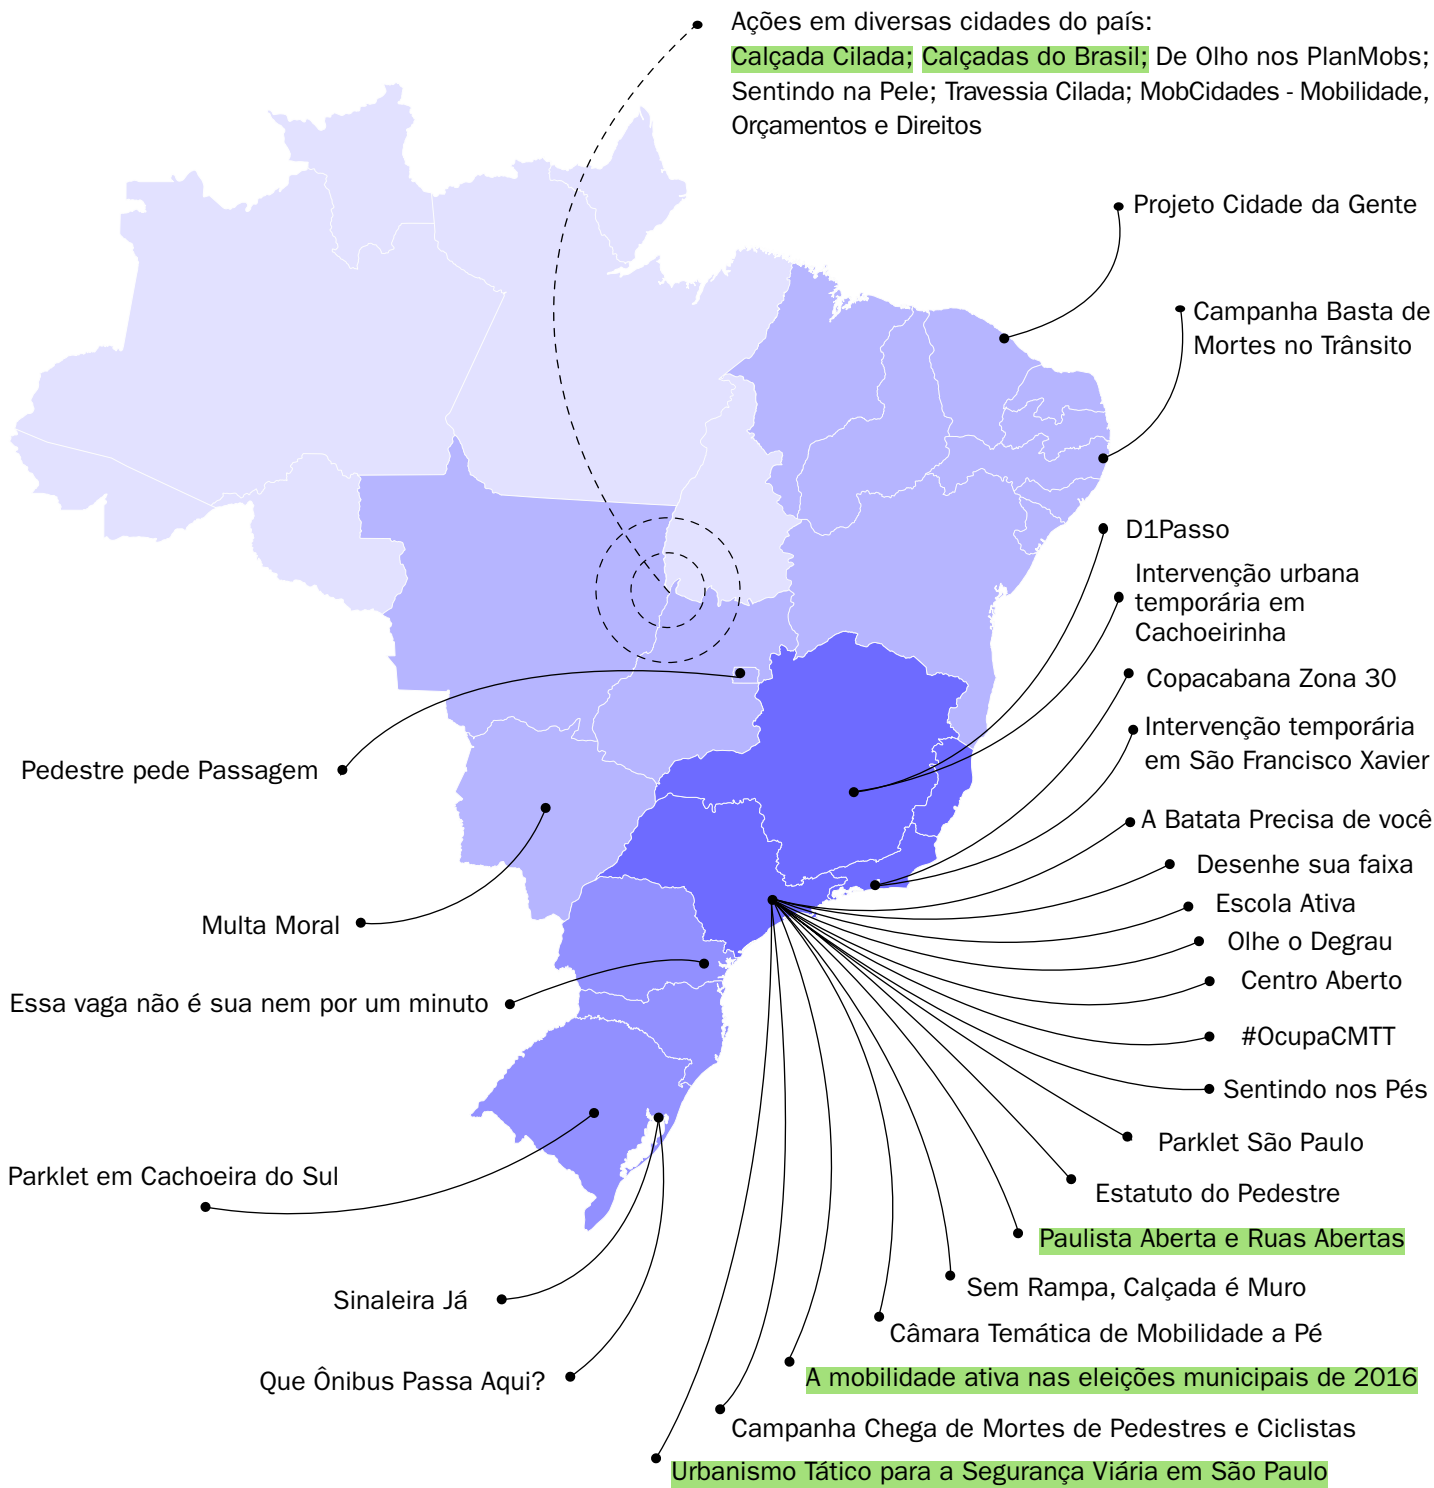 Ações em diversas cidades do país:
Calçada Cilada; Calçadas do Brasil; De Olho nos PlanMobs;
Sentindo na Pele; Travessia Cilada; MobCidades - Mobilidade,
Orçamentos e Direitos
Projeto Cidade da Gente
Campanha Basta de
Mortes no Trânsito
D1Passo
Intervenção urbana
temporária em
Cachoeirinha
Copacabana Zona 30
Intervenção temporária
em São Francisco Xavier
Pedestre pede Passagem
A Batata Precisa de você
Desenhe sua faixa
Escola Ativa
Multa Moral
Olhe o Degrau
Centro Aberto
Essa vaga não é sua nem por um minuto
#OcupaCMTT
Sentindo nos Pés
Parklet São Paulo
Parklet em Cachoeira do Sul
Estatuto do Pedestre
Paulista Aberta e Ruas Abertas
Sem Rampa, Calçada é Muro
Sinaleira Já
Câmara Temática de Mobilidade a Pé
Que Ônibus Passa Aqui?
A mobilidade ativa nas eleições municipais de 2016
Campanha Chega de Mortes de Pedestres e Ciclistas
Urbanismo Tático para a Segurança Viária em São Paulo